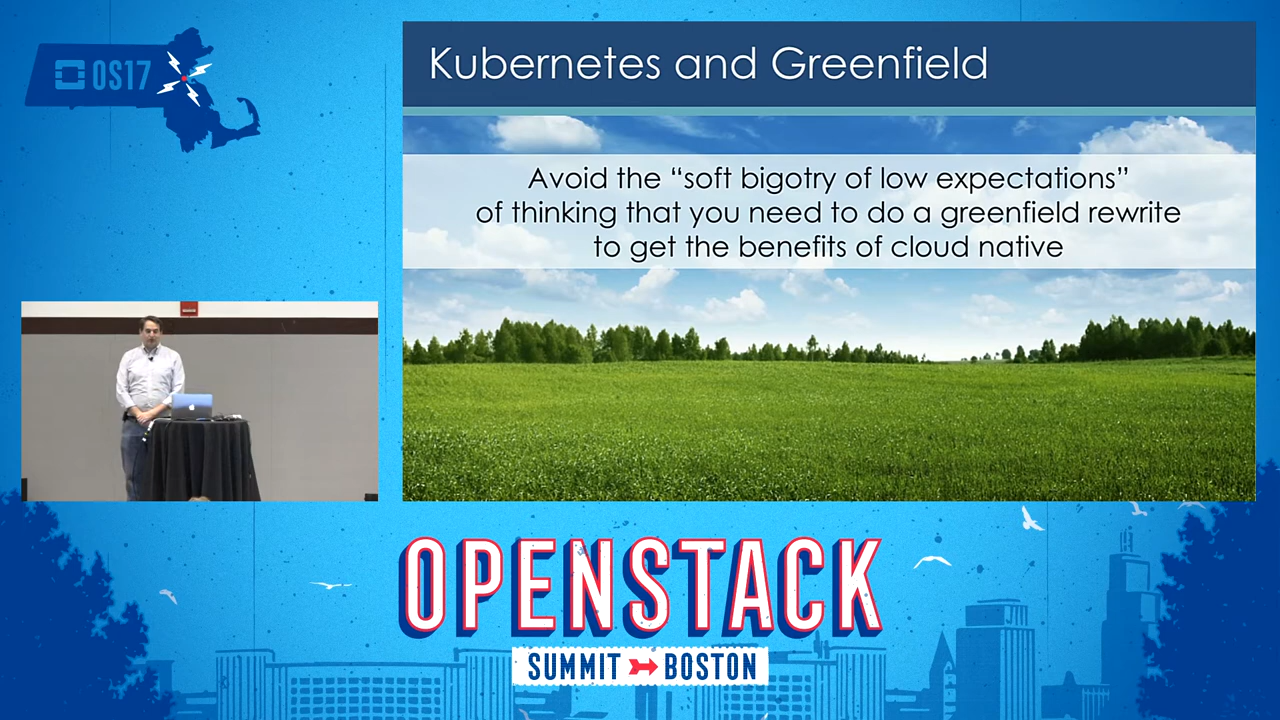 OS17
Kubernetes and Greenfield
Avoid the “soft bigotry of low expectations”
of thinking that you need to do a greenfield rewrite
to get the benefits of cloud native
OPENSTACK
SUMMIT BOSTON